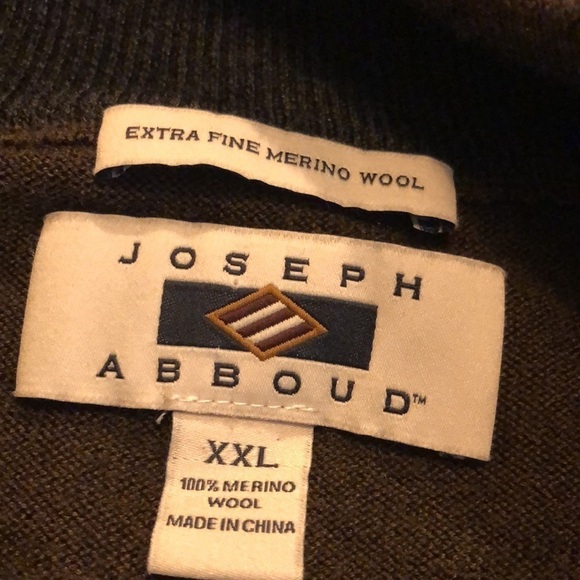 EXTRA FINE MERINO WOOL
JOSEPH
ABBOUD™
XXL
100% MERINO
WOOL
MADE IN CHINA